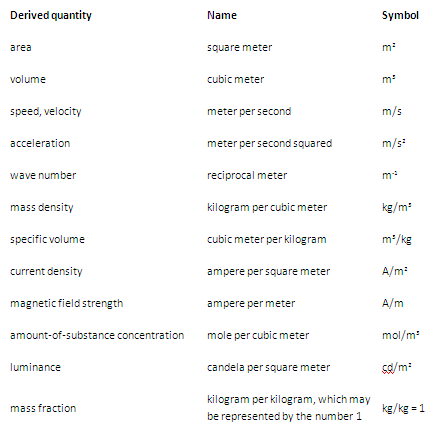 Derived quantity Name Symbol
area square meter m²
volume cubic meter m³
speed, velocity meter per second m/s
acceleration meter per second squared m/s²
wave number reciprocal meter m⁻¹
mass density kilogram per cubic meter kg/m³
specific volume cubic meter per kilogram m³/kg
current density ampere per square meter A/m²
magnetic field strength ampere per meter A/m
amount-of-substance concentration mole per cubic meter mol/m³
luminance candela per square meter cd/m²
mass fraction kilogram per kilogram, which may be represented by the number 1 kg/kg = 1